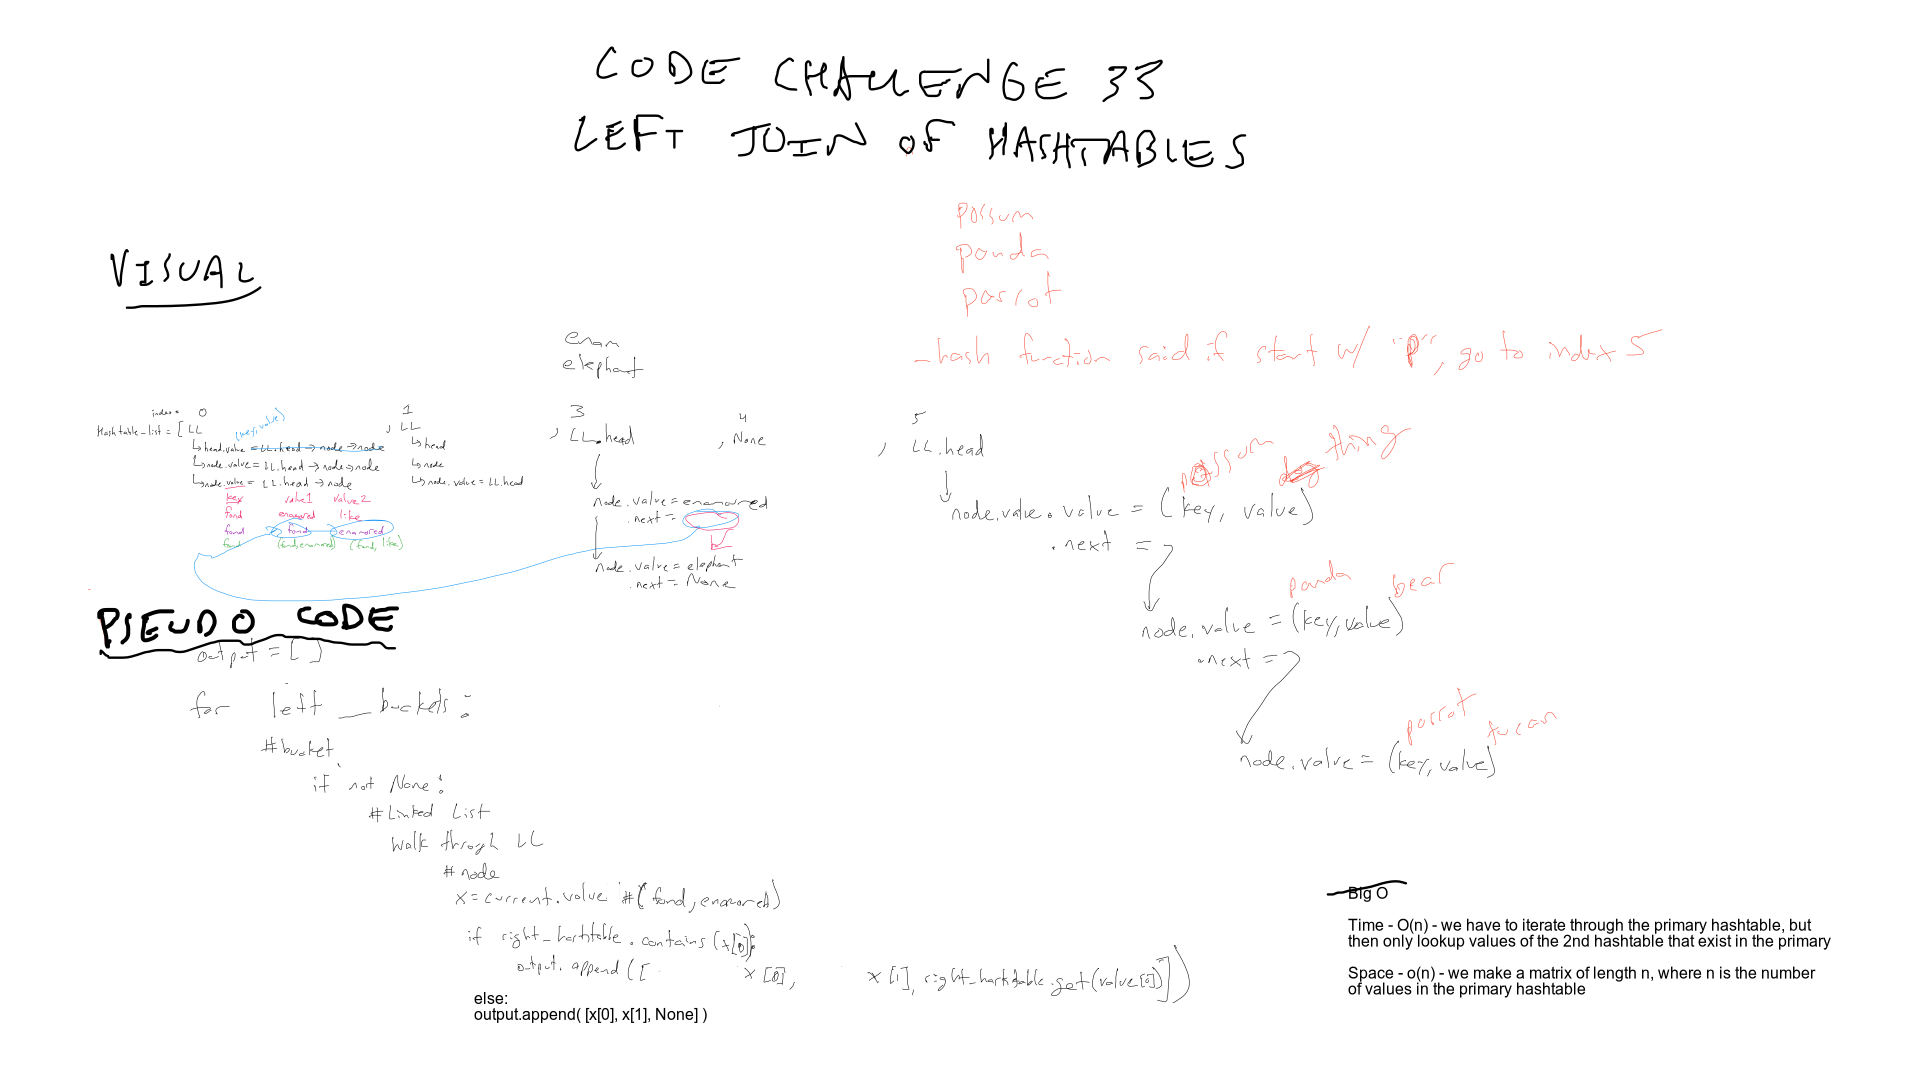 CODE CHALLENGE 33
LEFT JOIN OF HASHTABLES
possum
panda
parrot
- hash function said if start w/ "P", go to index 5
VISUAL
enam
elephant
index: 0 1 3 4 5
Hashtable_list = [ LL , LL , LL.head , None , LL.head
(key, value)
↳ head.value = LL.head → node → node
↳ node.value = LL.head → node → node
↳ node.value = LL.head → node
↳ head
↳ node
↳ node.value = LL.head
key value1 value2
fond enamored like
fond fond enamored
fond (fond, enamored) (fond, like)
node.value = enamoured
.next =
node.value = elephant
.next = None
possum thing
node.value.value = (key, value)
.next =
panda bear
node.value = (key, value)
.next =
parrot tucan
node.value = (key, value)
PSEUDO CODE
output = [ ]
for left __ buckets:
#bucket
if not None:
#Linked List
walk through LL
#node
x = current.value #(fond, enamored)
if right_hashtable.contains(x[0]):
output.append([ x[0], x[1], right_hashtable.get(value[0])])
else:
output.append( [x[0], x[1], None] )
Big O
Time - O(n) - we have to iterate through the primary hashtable, but
then only lookup values of the 2nd hashtable that exist in the primary
Space - o(n) - we make a matrix of length n, where n is the number
of values in the primary hashtable